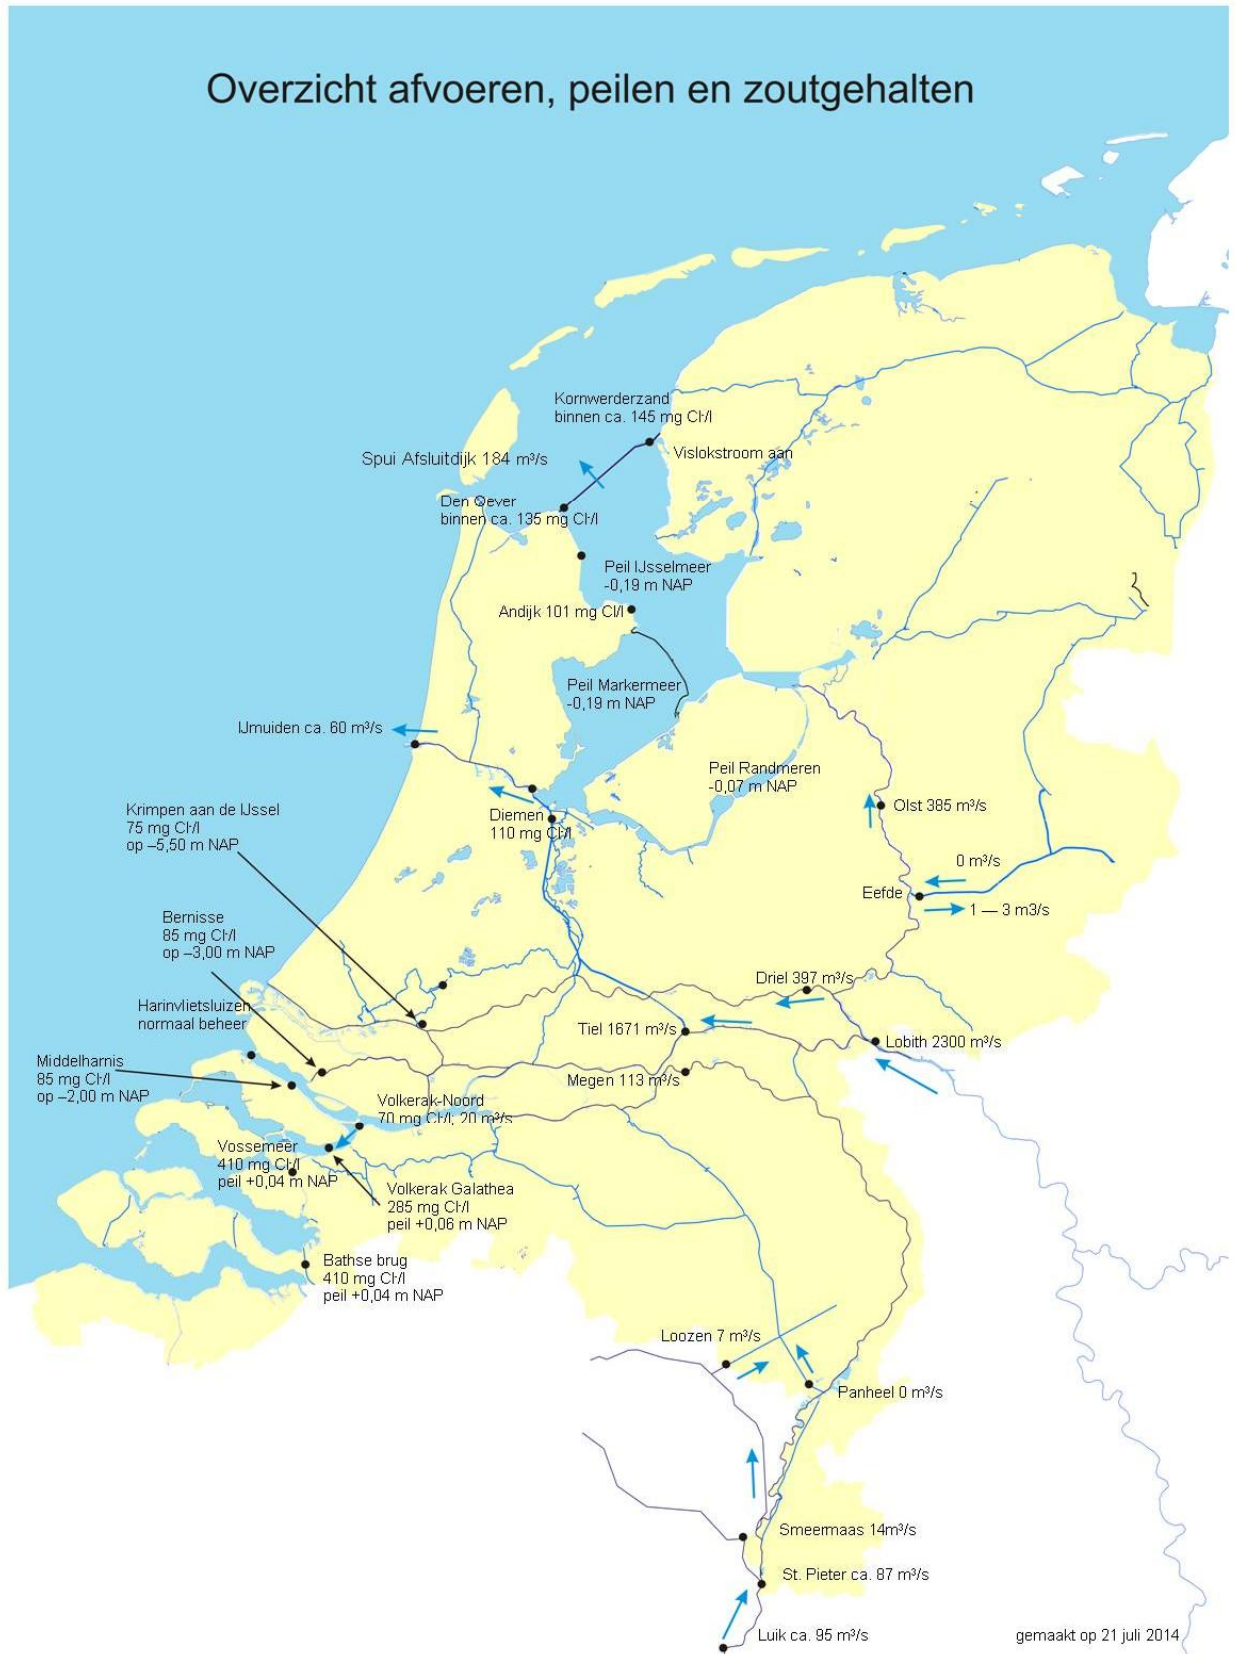 Overzicht afvoeren, peilen en zoutgehalten
Kornwerderzand
binnen ca. 145 mg Cl-/l
Spui Afsluitdijk 184 m³/s
Vislokstroom aan
Den Oever
binnen ca. 135 mg Cl-/l
Peil IJsselmeer
-0,19 m NAP
Andijk 101 mg Cl/l
Peil Markermeer
-0,19 m NAP
IJmuiden ca. 60 m³/s
Peil Randmeren
-0,07 m NAP
Olst 385 m³/s
Krimpen aan de IJssel
75 mg Cl-/l
op –5,50 m NAP
Diemen
110 mg Cl-/l
0 m³/s
Eefde
1 — 3 m3/s
Bernisse
85 mg Cl-/l
op –3,00 m NAP
Driel 397 m³/s
Harinvlietsluizen
normaal beheer
Tiel 1671 m³/s
Lobith 2300 m³/s
Middelharnis
85 mg Cl-/l
op –2,00 m NAP
Megen 113 m³/s
Volkerak-Noord
70 mg Cl-/l; 20 m³/s
Vossemeer
410 mg Cl-/l
peil +0,04 m NAP
Volkerak Galathea
285 mg Cl-/l
peil +0,06 m NAP
Bathse brug
410 mg Cl-/l
peil +0,04 m NAP
Loozen 7 m³/s
Panheel 0 m³/s
Smeermaas 14m³/s
St. Pieter ca. 87 m³/s
Luik ca. 95 m³/s
gemaakt op 21 juli 2014